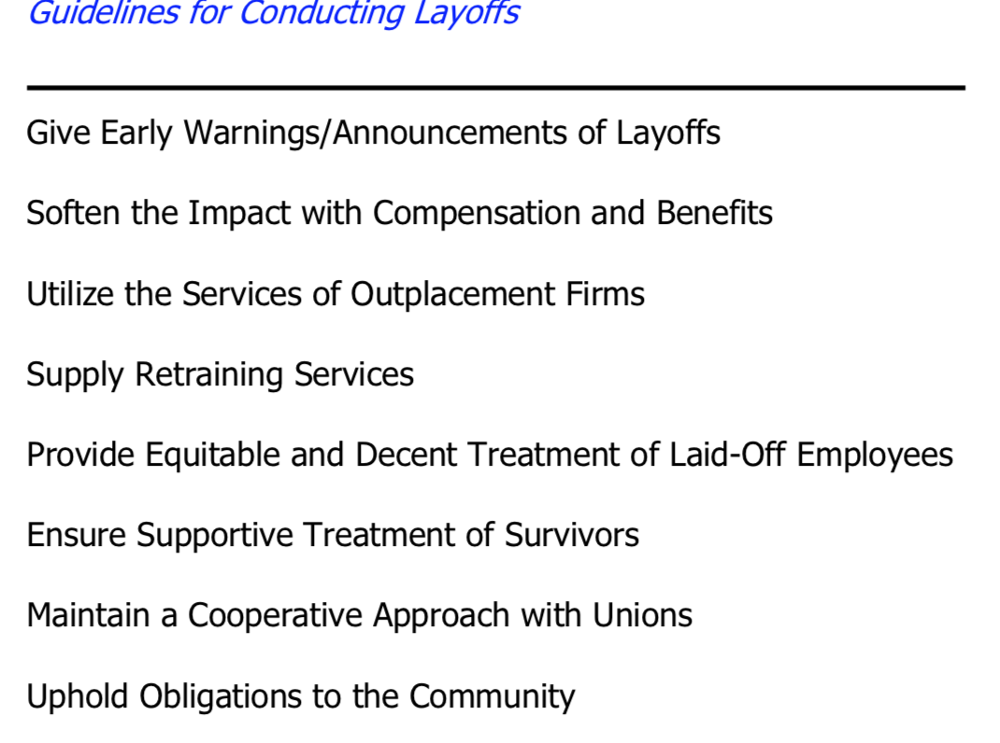 Guidelines for Conducting Layoffs
Give Early Warnings/Announcements of Layoffs
Soften the Impact with Compensation and Benefits
Utilize the Services of Outplacement Firms
Supply Retraining Services
Provide Equitable and Decent Treatment of Laid-Off Employees
Ensure Supportive Treatment of Survivors
Maintain a Cooperative Approach with Unions
Uphold Obligations to the Community